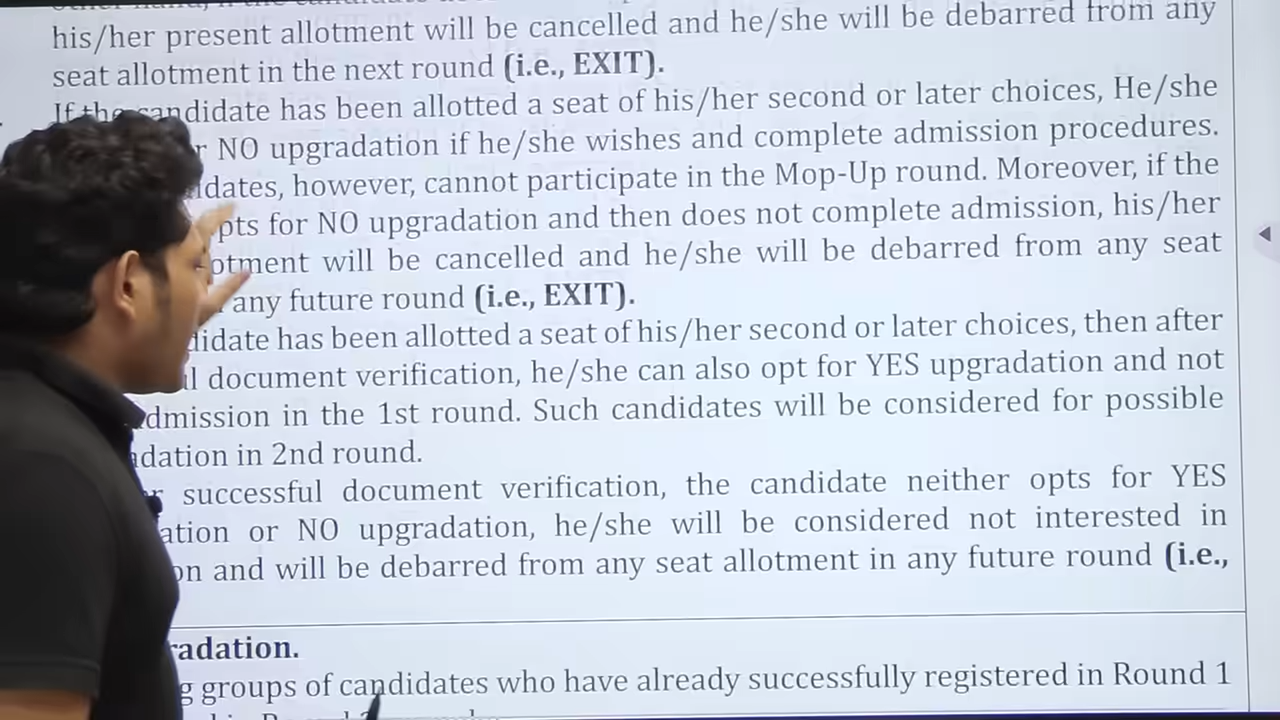 his/her present allotment will be cancelled and he/she will be debarred from any
seat allotment in the next round (i.e., EXIT).
If the candidate has been allotted a seat of his/her second or later choices, He/she
NO upgradation if he/she wishes and complete admission procedures.
idates, however, cannot participate in the Mop-Up round. Moreover, if the
pts for NO upgradation and then does not complete admission, his/her
otment will be cancelled and he/she will be debarred from any seat
any future round (i.e., EXIT).
didate has been allotted a seat of his/her second or later choices, then after
l document verification, he/she can also opt for YES upgradation and not
dmission in the 1st round. Such candidates will be considered for possible
dation in 2nd round.
r successful document verification, the candidate neither opts for YES
ation or NO upgradation, he/she will be considered not interested in
on and will be debarred from any seat allotment in any future round (i.e.,
radation.
g groups of candidates who have already successfully registered in Round 1